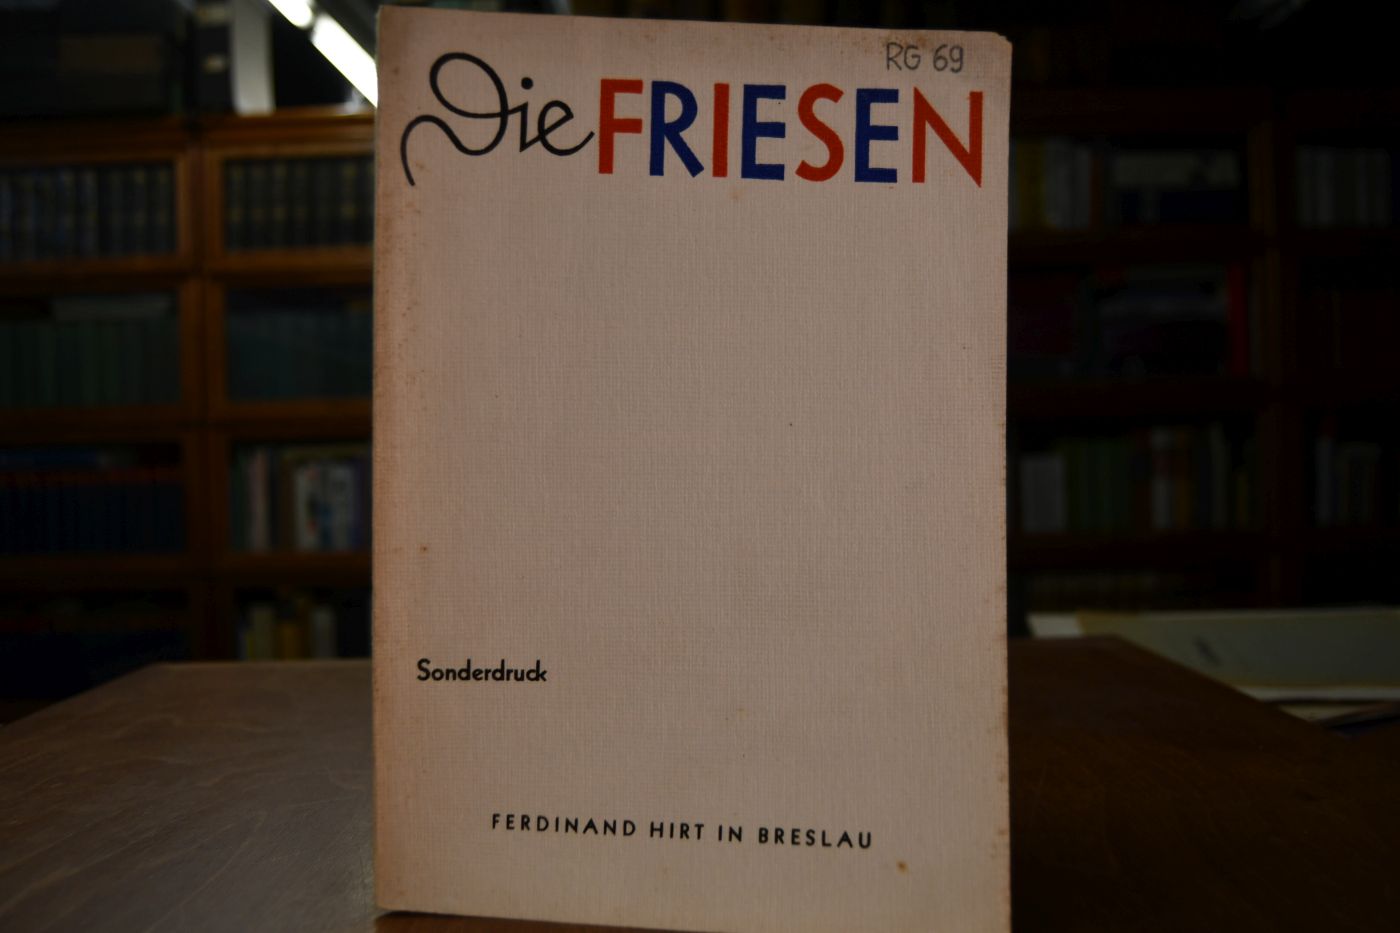 RG 69
Die FRIESEN
Sonderdruck
FERDINAND HIRT IN BRESLAU